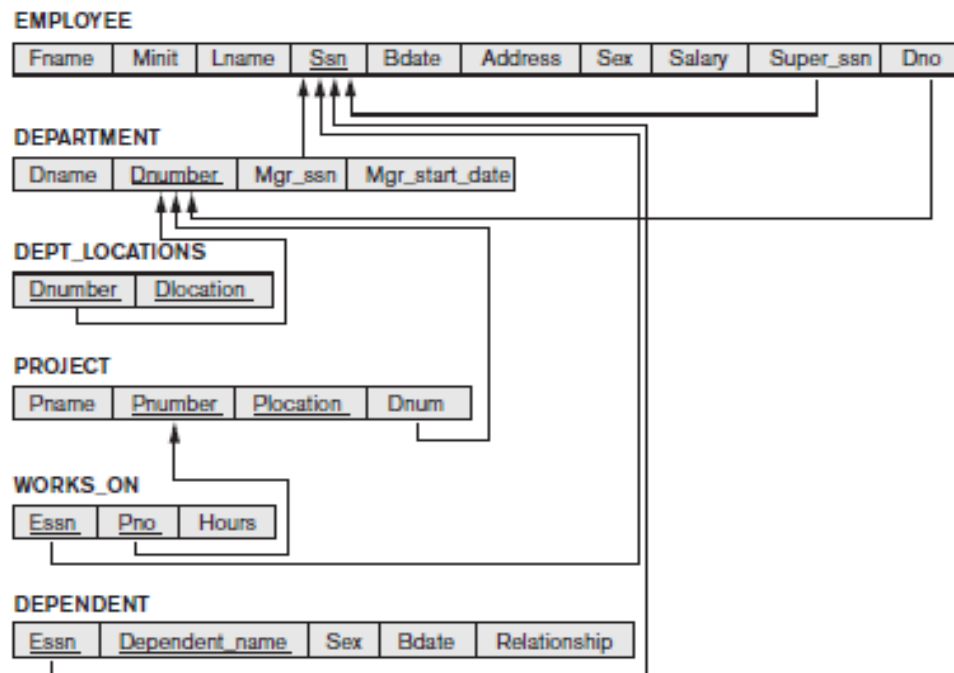 EMPLOYEE
Fname Minit Lname Ssn Bdate Address Sex Salary Super_ssn Dno
DEPARTMENT
Dname Dnumber Mgr_ssn Mgr_start_date
DEPT_LOCATIONS
Dnumber Dlocation
PROJECT
Pname Pnumber Plocation Dnum
WORKS_ON
Essn Pno Hours
DEPENDENT
Essn Dependent_name Sex Bdate Relationship